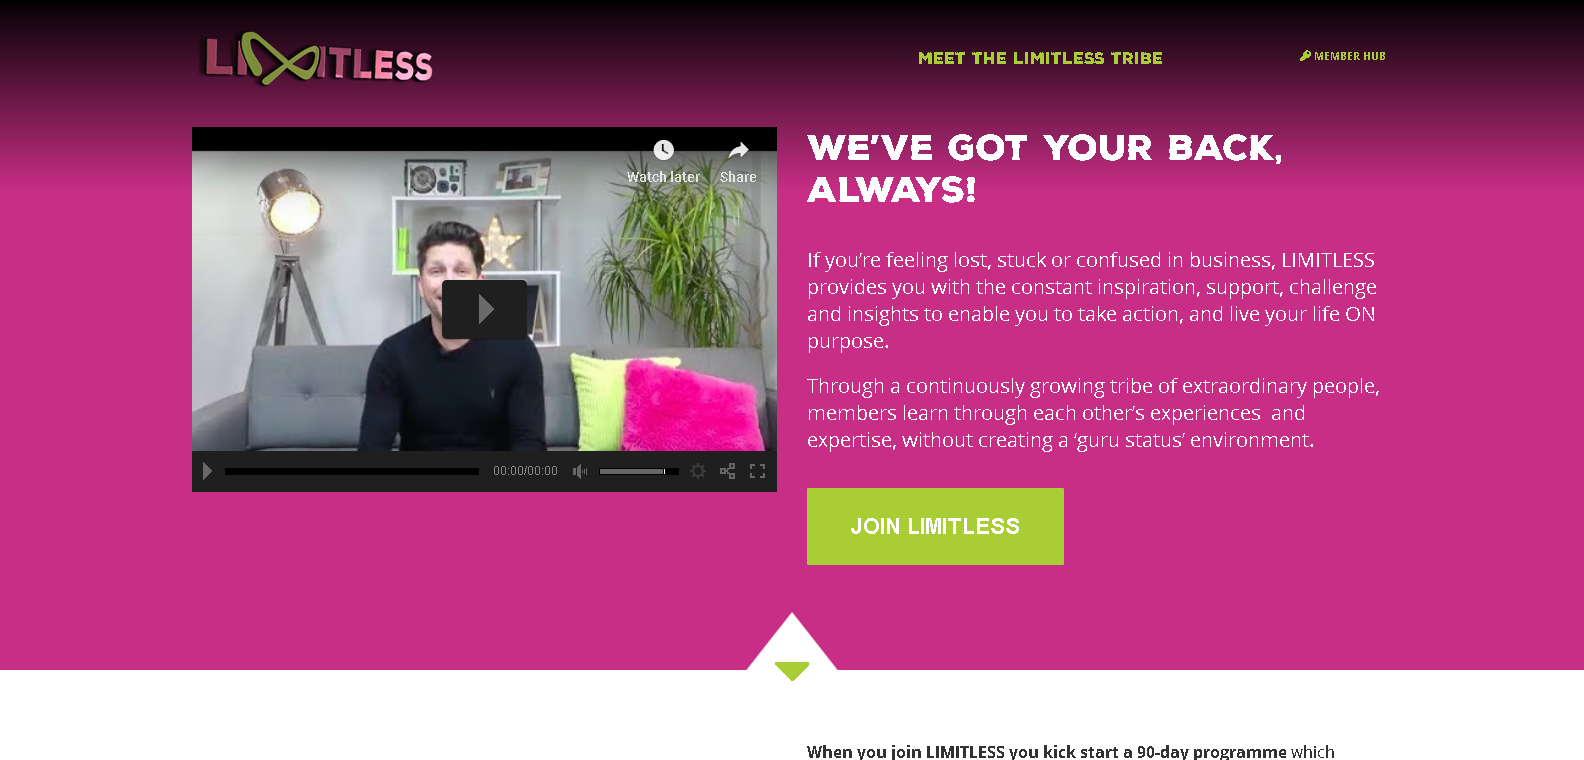 LIMITLESS
MEET THE LIMITLESS TRIBE
MEMBER HUB
Watch later
Share
00:00/00:00
WE'VE GOT YOUR BACK,
ALWAYS!
If you’re feeling lost, stuck or confused in business, LIMITLESS
provides you with the constant inspiration, support, challenge
and insights to enable you to take action, and live your life ON
purpose.
Through a continuously growing tribe of extraordinary people,
members learn through each other’s experiences  and
expertise, without creating a ‘guru status’ environment.
JOIN LIMITLESS
When you join LIMITLESS you kick start a 90-day programme which